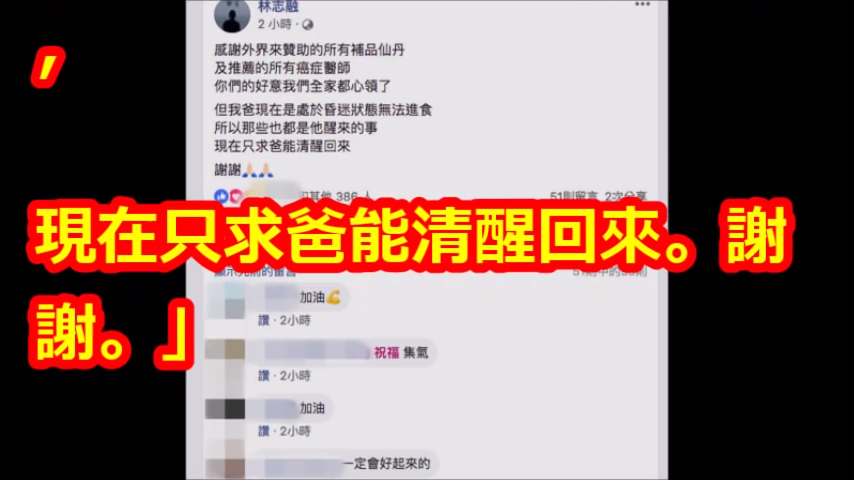 林志融
2 小時·
感謝外界來贊助的所有補品仙丹
及推薦的所有癌症醫師
你們的好意我們全家都心領了
但我爸現在是處於昏迷狀態無法進食
所以那些也都是他醒來的事
現在只求爸能清醒回來
謝謝🙏🏻🙏🏻
和其他 386 人
51則留言 2次分享
，
現在只求爸能清醒回來。謝
謝。」
加油💪
讚·2小時
祝福 集氣
讚·2小時
加油
讚·2小時
一定會好起來的